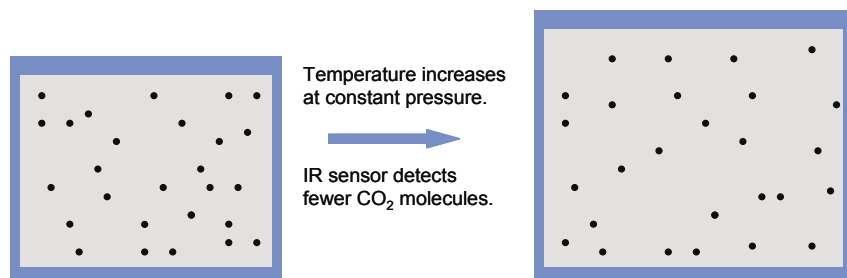 Temperature increases
at constant pressure.
IR sensor detects
fewer CO₂ molecules.